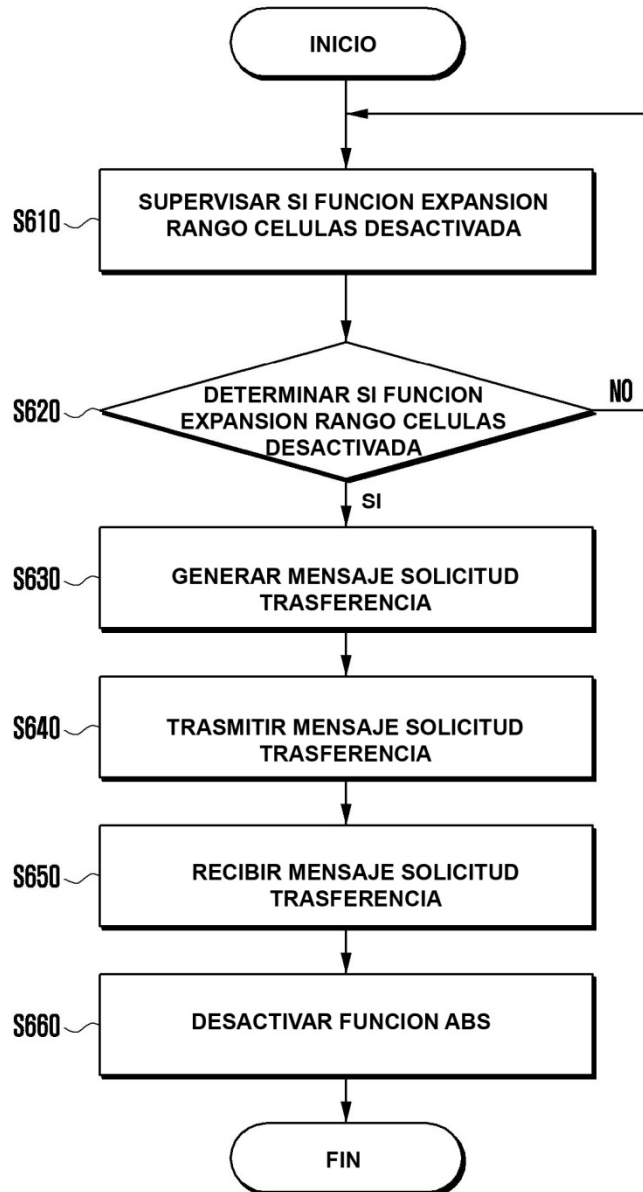 INICIO
S610
SUPERVISAR SI FUNCION EXPANSION
RANGO CELULAS DESACTIVADA
S620
DETERMINAR SI FUNCION
EXPANSION RANGO CELULAS
DESACTIVADA
NO
SI
S630
GENERAR MENSAJE SOLICITUD
TRASFERENCIA
S640
TRASMITIR MENSAJE SOLICITUD
TRASFERENCIA
S650
RECIBIR MENSAJE SOLICITUD
TRASFERENCIA
S660
DESACTIVAR FUNCION ABS
FIN